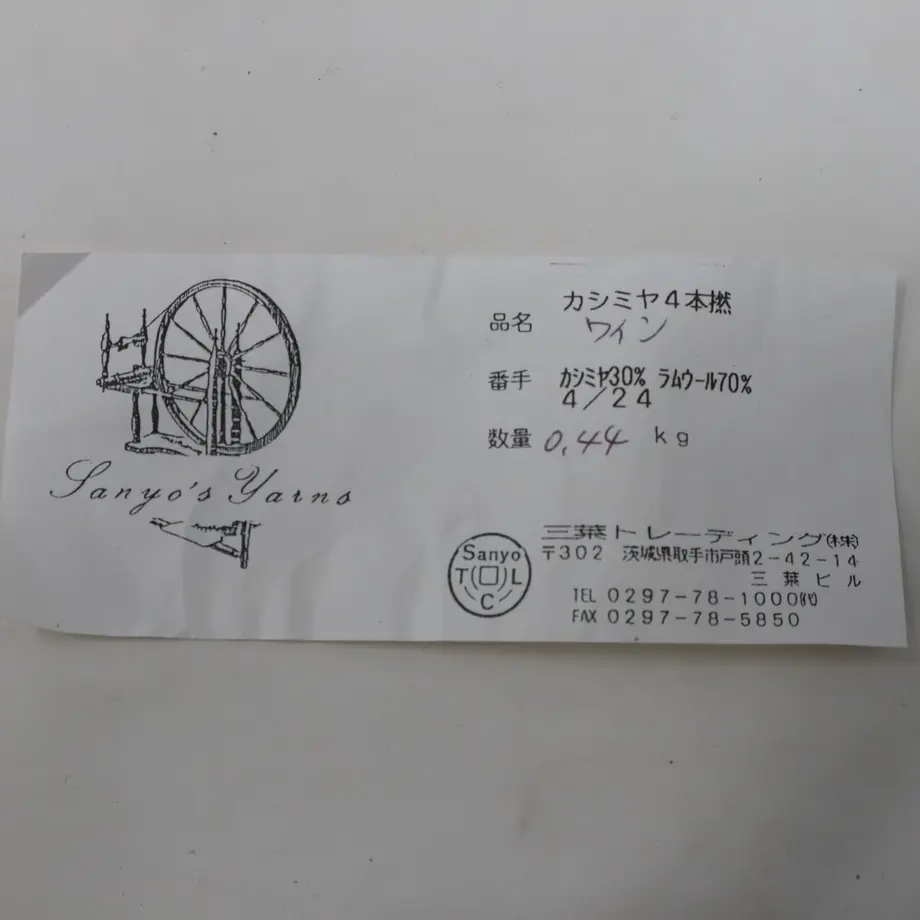 Sanyo's Yarns
品名 カシミヤ4本撚
ワイン
番手 カシミヤ30% ラムウール70%
4/24
数量 0.44 kg
Sanyo
T L
C
三葉トレーディング(株)
〒302 茨城県取手市戸頭2-42-14
三葉ビル
TEL 0297-78-1000(代)
FAX 0297-78-5850